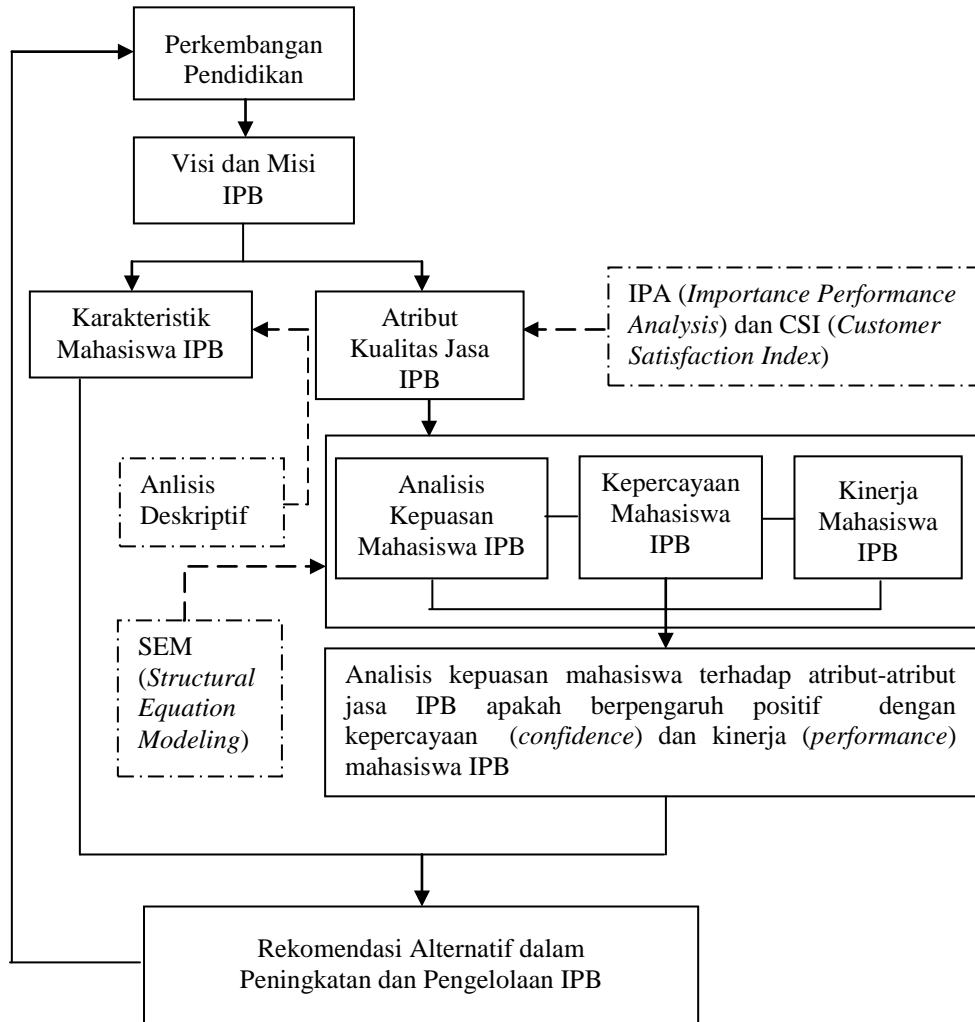 Perkembangan
Pendidikan
Visi dan Misi
IPB
Karakteristik
Mahasiswa IPB
Atribut
Kualitas Jasa
IPB
IPA (Importance Performance
Analysis) dan CSI (Customer
Satisfaction Index)
Anlisis
Deskriptif
Analisis
Kepuasan
Mahasiswa IPB
Kepercayaan
Mahasiswa
IPB
Kinerja
Mahasiswa
IPB
SEM
(Structural
Equation
Modeling)
Analisis kepuasan mahasiswa terhadap atribut-atribut
jasa IPB apakah berpengaruh positif dengan
kepercayaan (confidence) dan kinerja (performance)
mahasiswa IPB
Rekomendasi Alternatif dalam
Peningkatan dan Pengelolaan IPB